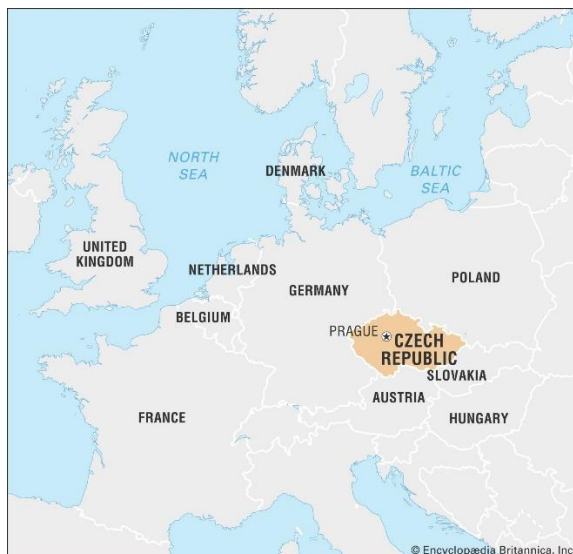 NORTH
SEA
DENMARK
BALTIC
SEA
UNITED
KINGDOM
NETHERLANDS
GERMANY
POLAND
BELGIUM
PRAGUE
CZECH
REPUBLIC
SLOVAKIA
AUSTRIA
FRANCE
HUNGARY
© Encyclopædia Britannica, Inc.